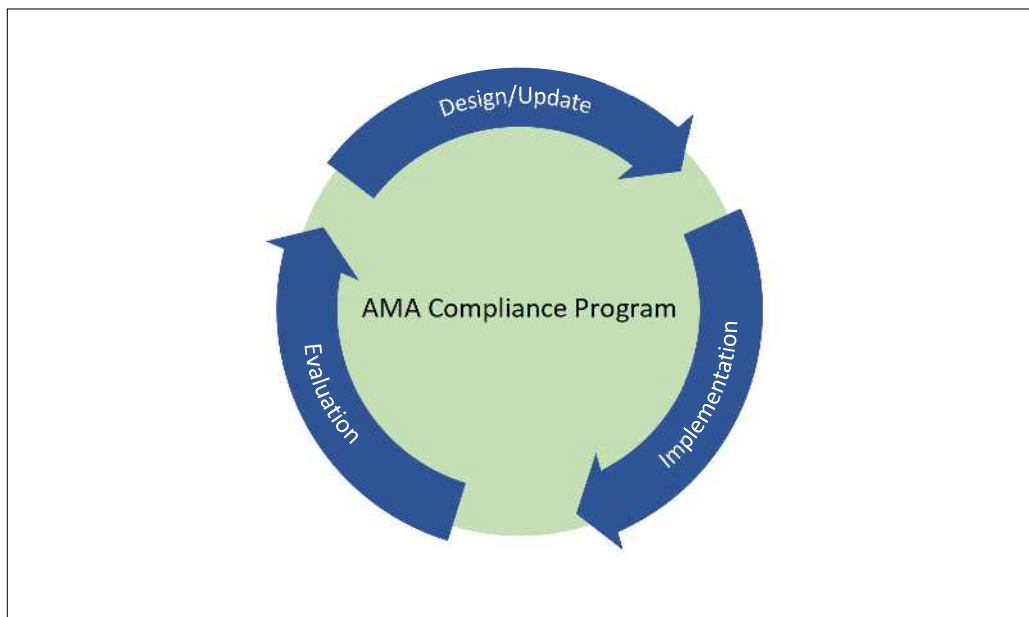 Design/Update
AMA Compliance Program
Implementation
Evaluation